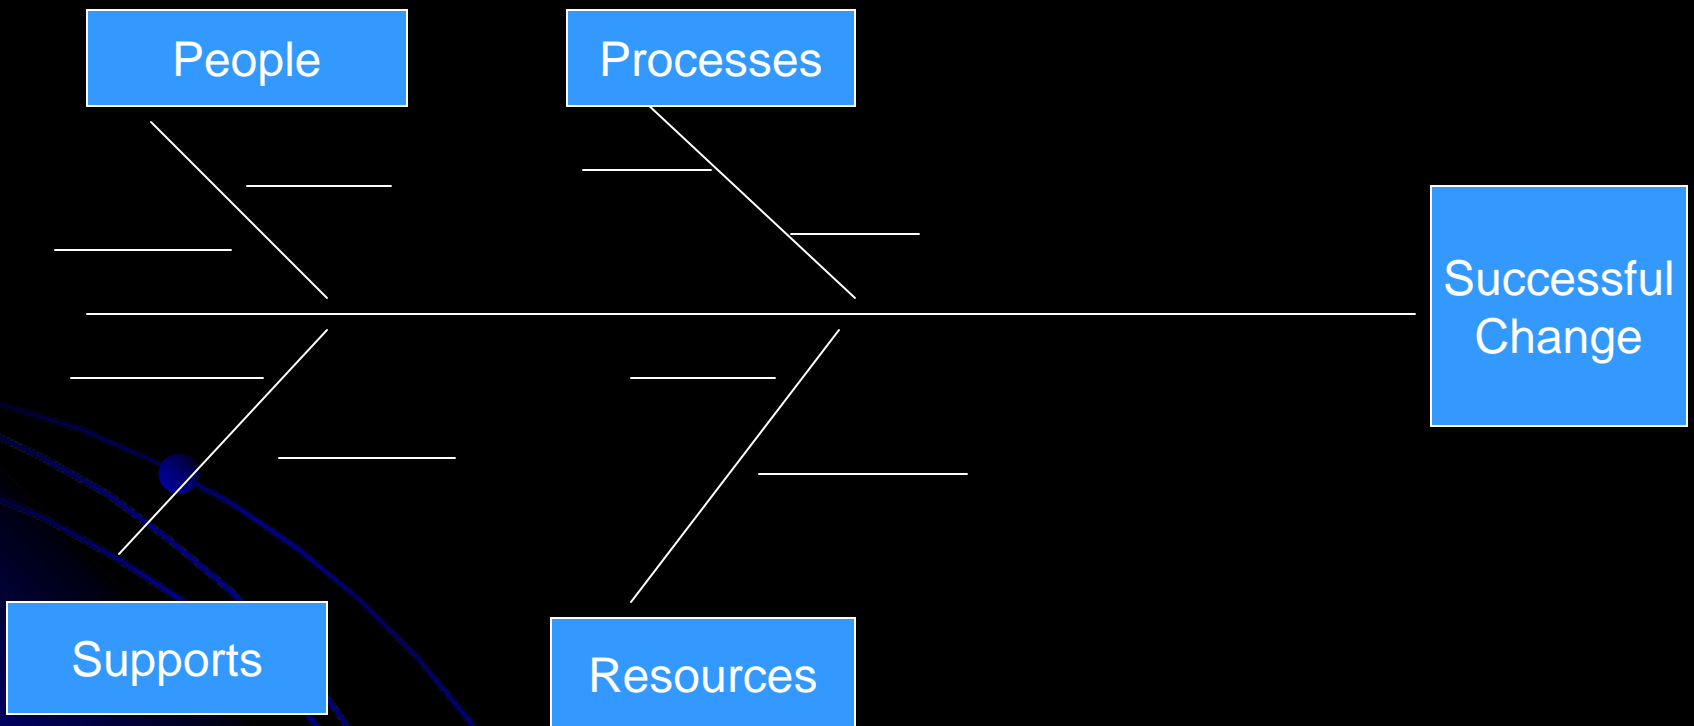 People
Processes
Successful
Change
Supports
Resources